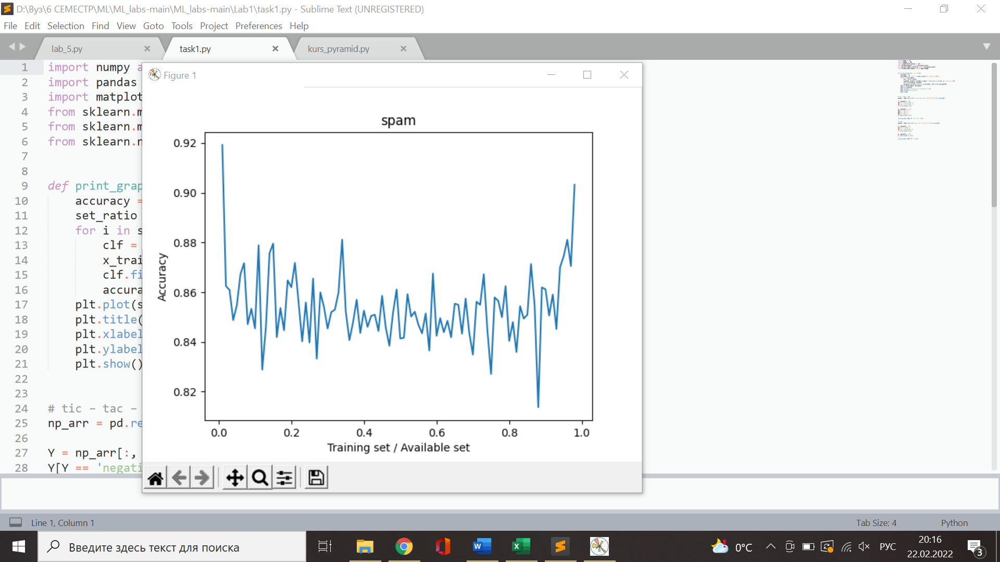 D:\Вуз\6 СЕМЕСТР\ML\ML_labs-main\ML_labs-main\Lab1\task1.py - Sublime Text (UNREGISTERED)
File Edit Selection Find View Goto Tools Project Preferences Help
lab_5.py task1.py kurs_pyramid.py
1 import numpy a
2 import pandas
3 import matplot
4 from sklearn.m
5 from sklearn.m
6 from sklearn.n
7
8
9 def print_grap
10 accuracy =
11 set_ratio
12 for i in s
13 clf =
14 x_trai
15 clf.fi
16 accura
17 plt.plot(s
18 plt.title(
19 plt.xlabel
20 plt.ylabel
21 plt.show()
22
23
24 # tic - tac -
25 np_arr = pd.re
26
27 Y = np_arr[:,
28 Y[Y == 'negati
Figure 1
spam
0.92
0.90
0.88
0.86
0.84
0.82
Accuracy
0.0 0.2 0.4 0.6 0.8 1.0
Training set / Available set
Line 1, Column 1 Tab Size: 4 Python
Введите здесь текст для поиска
0°C
РУС
20:16
22.02.2022
3